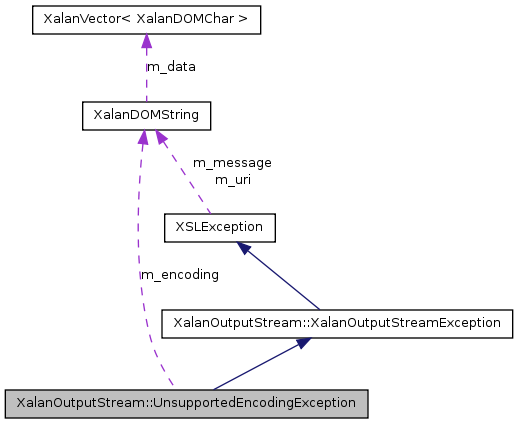 XalanVector< XalanDOMChar >
m_data
XalanDOMString
m_message
m_uri
XSLException
m_encoding
XalanOutputStream::XalanOutputStreamException
XalanOutputStream::UnsupportedEncodingException